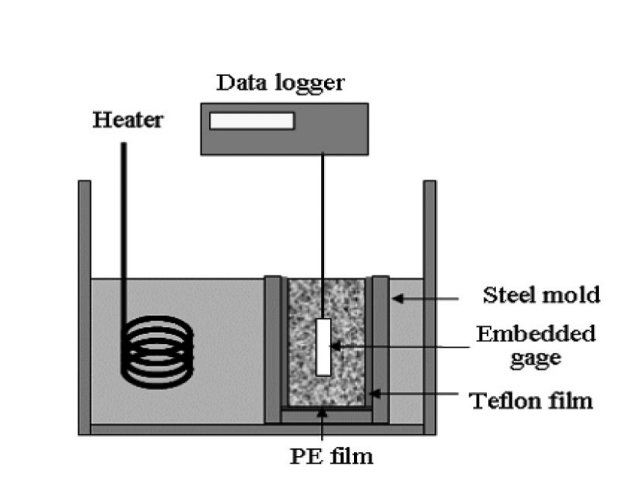 Data logger
Heater
Steel mold
Embedded
gage
Teflon film
PE film